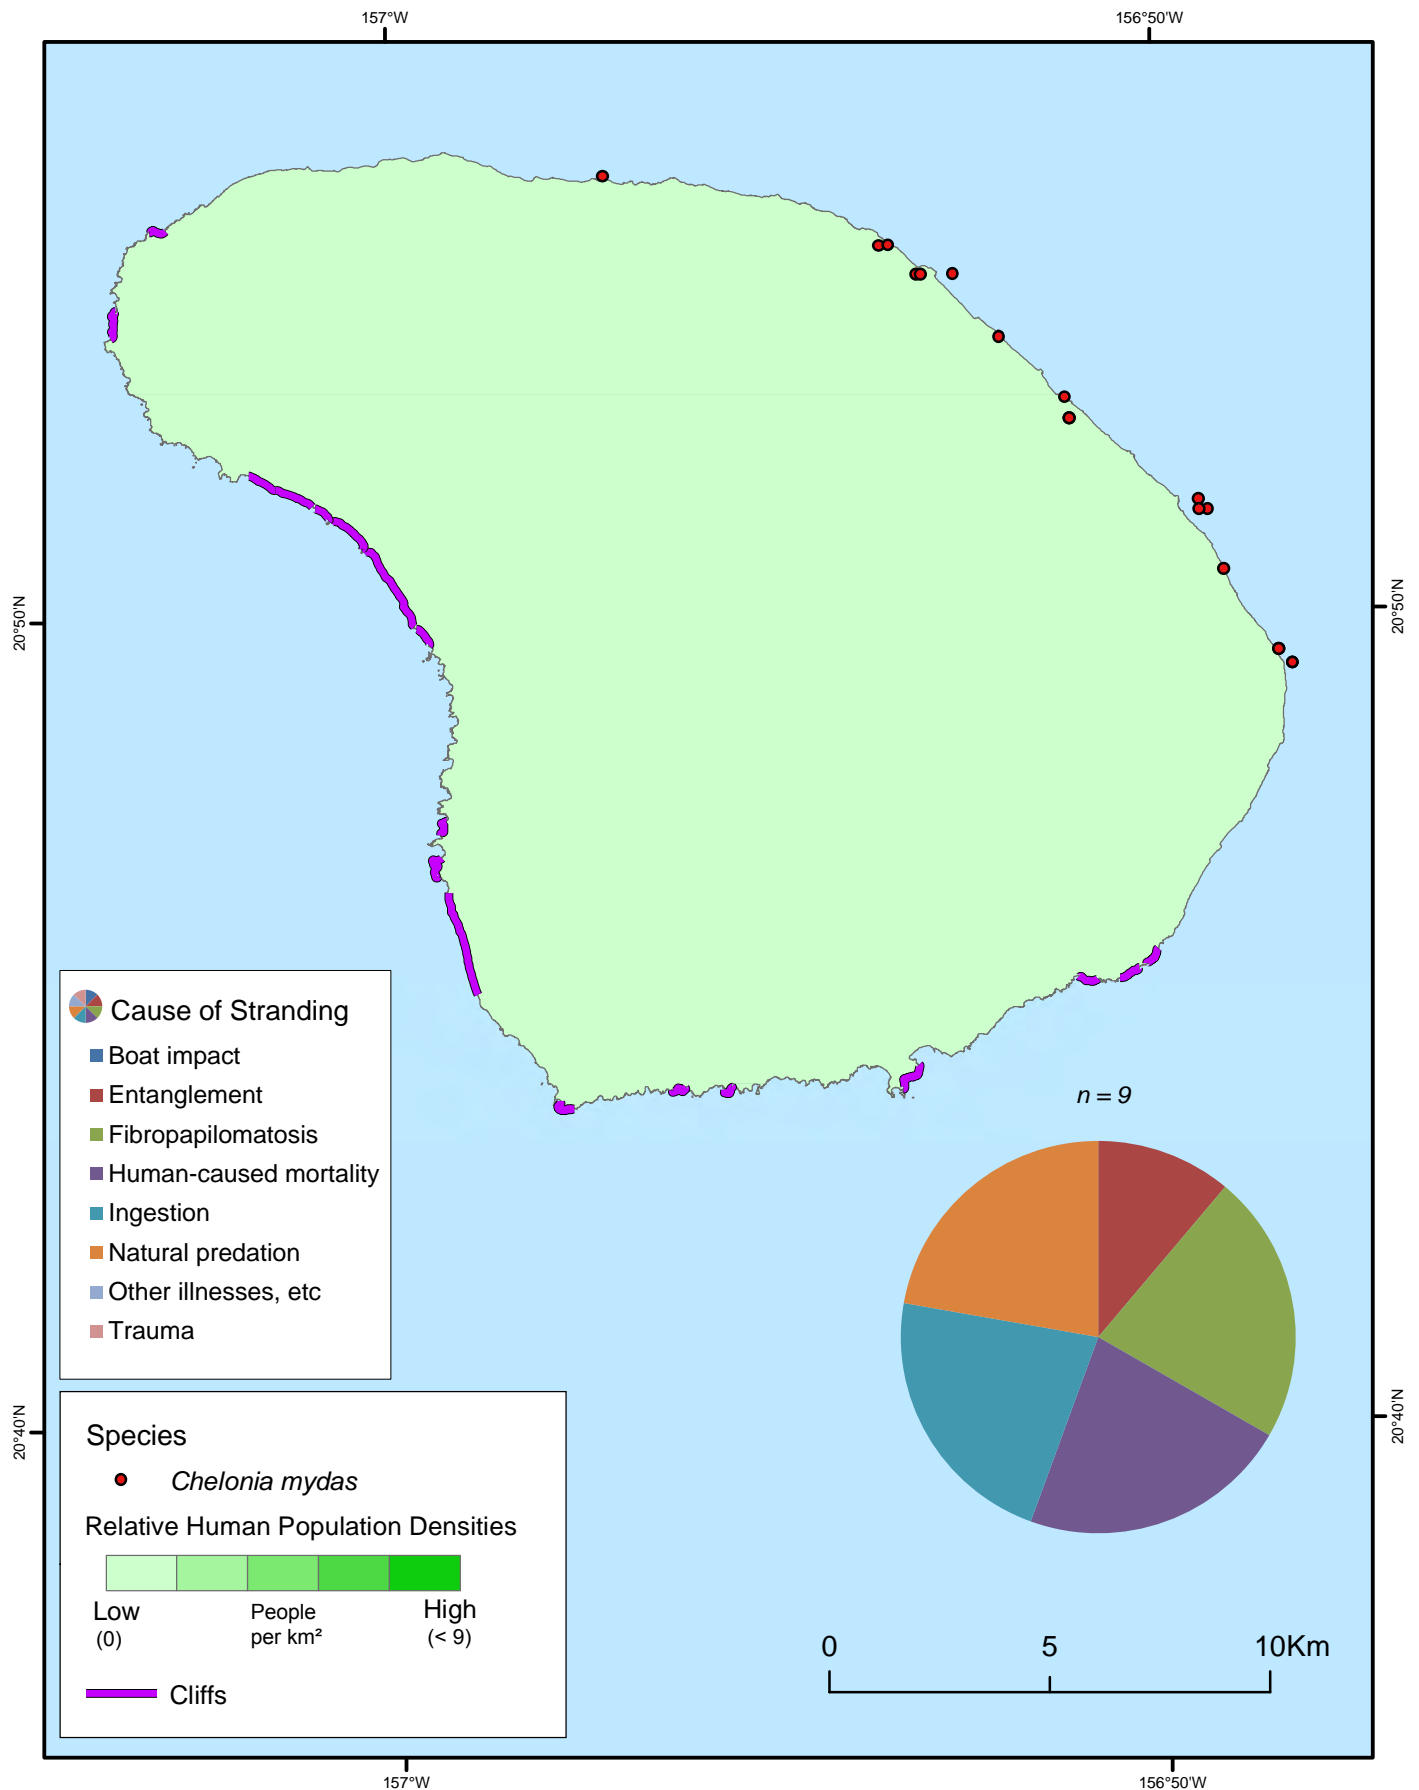 157°W
156°50'W
20°50'N
20°50'N
Cause of Stranding
Boat impact
Entanglement
Fibropapilomatosis
Human-caused mortality
Ingestion
Natural predation
Other illnesses, etc
Trauma
n = 9
20°40'N
20°40'N
Species
Chelonia mydas
Relative Human Population Densities
Low
(0)
People
per km²
High
(< 9)
Cliffs
0
5
10Km
157°W
156°50'W